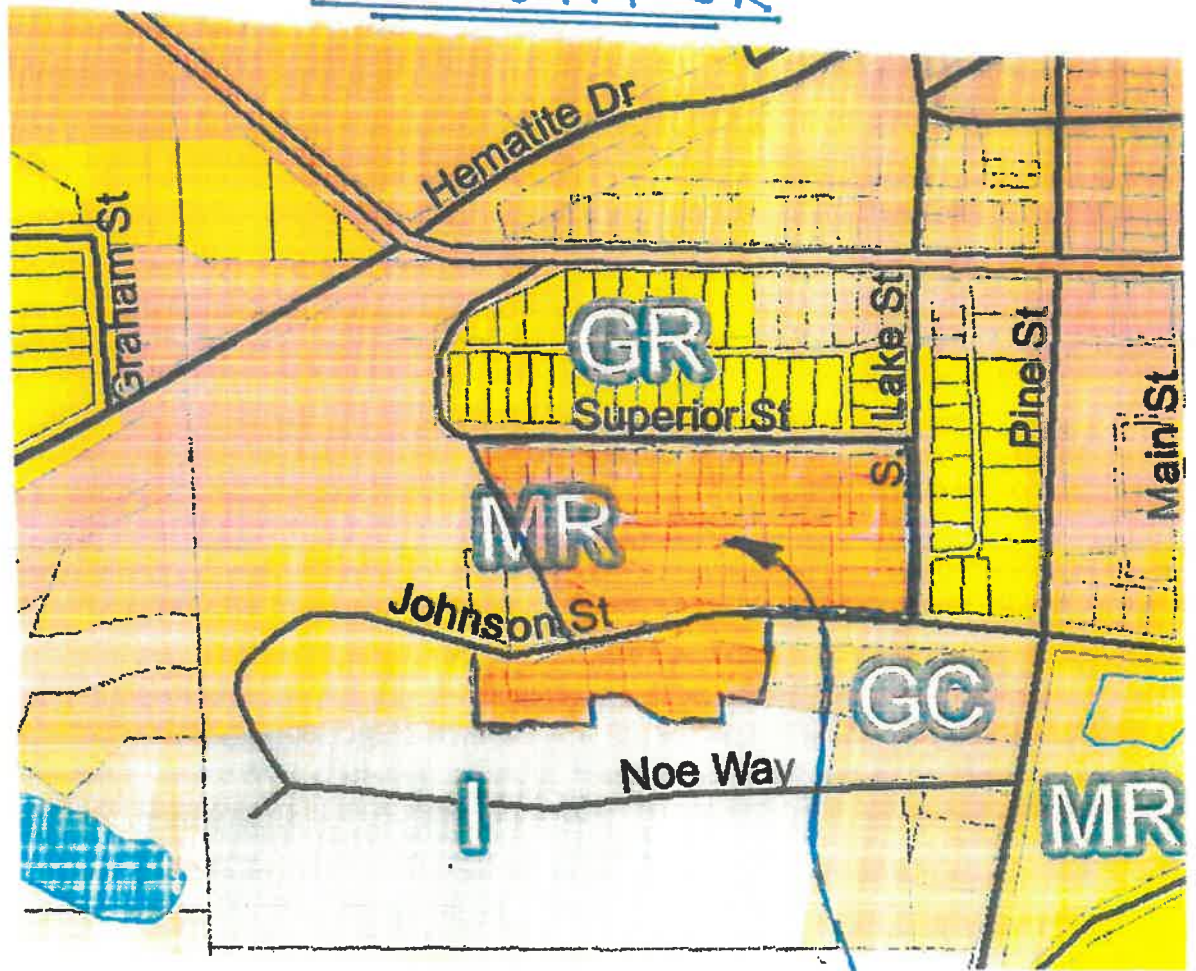 Hematite Dr
Graham St
GR
S. Lake St
Pine St
Superior St
Main St
MR
Johnson St
GC
Noe Way
I
MR